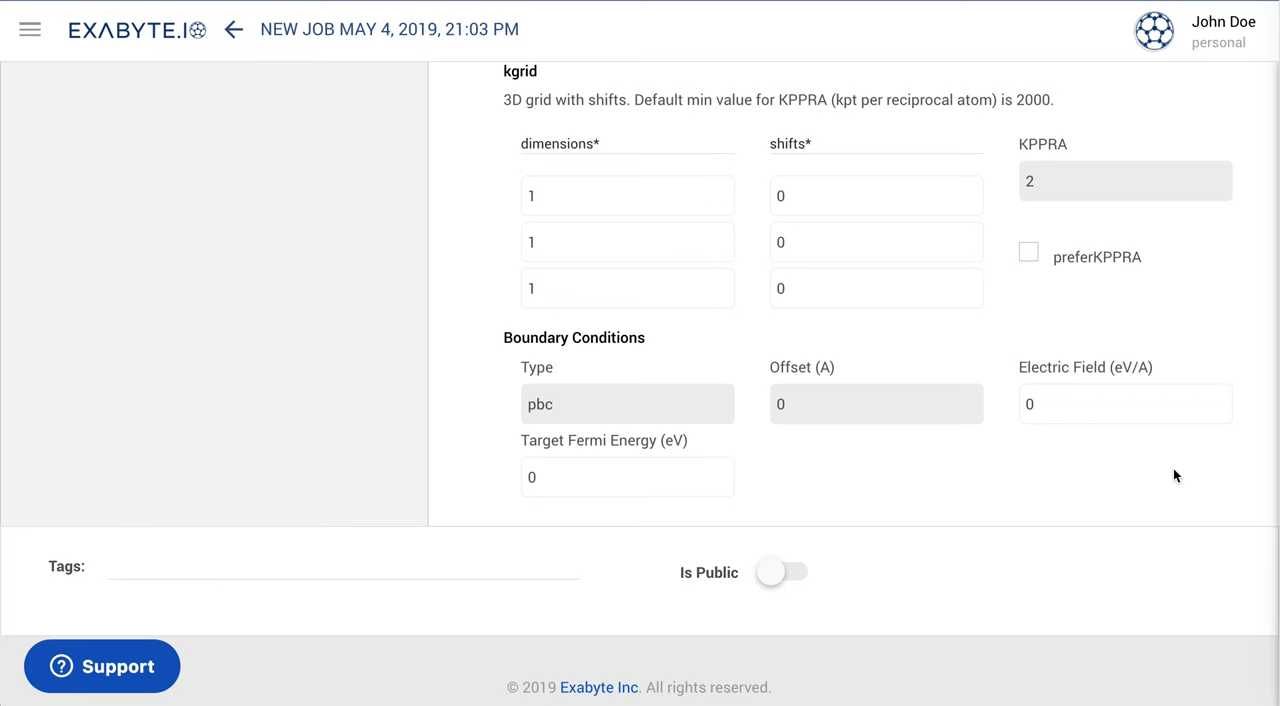 EXABYTE.IO
NEW JOB MAY 4, 2019, 21:03 PM
John Doe
personal
kgrid
3D grid with shifts. Default min value for KPPRA (kpt per reciprocal atom) is 2000.
dimensions* shifts* KPPRA
1 0 2
1 0 preferKPPRA
1 0
Boundary Conditions
Type Offset (A) Electric Field (eV/A)
pbc 0 0
Target Fermi Energy (eV)
0
Tags: Is Public
? Support
© 2019 Exabyte Inc. All rights reserved.